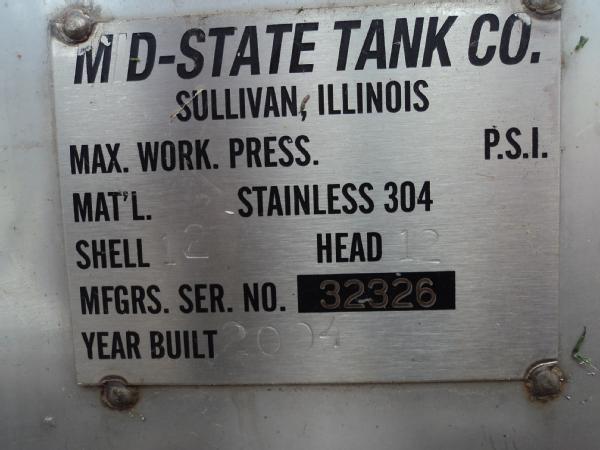 MID-STATE TANK CO.
SULLIVAN, ILLINOIS
MAX. WORK. PRESS. P.S.I.
MAT'L. STAINLESS 304
SHELL 12 HEAD 12
MFGRS. SER. NO. 32326
YEAR BUILT 2004